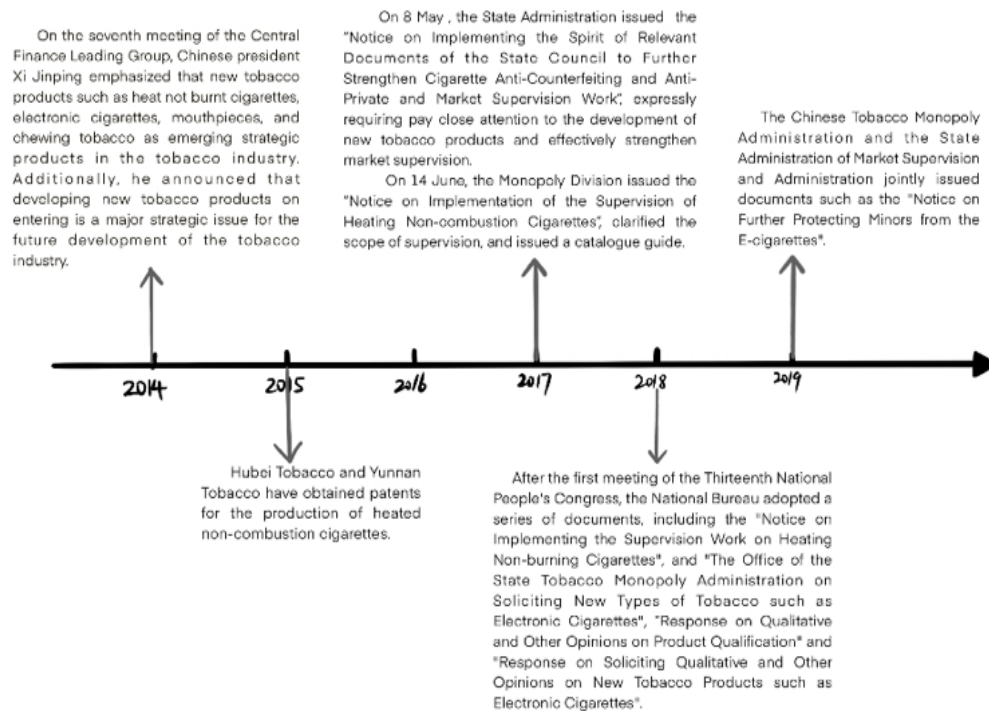 On the seventh meeting of the Central
Finance Leading Group, Chinese president
Xi Jinping emphasized that new tobacco
products such as heat not burnt cigarettes,
electronic cigarettes, mouthpieces, and
chewing tobacco as emerging strategic
products in the tobacco industry.
Additionally, he announced that
developing new tobacco products on
entering is a major strategic issue for the
future development of the tobacco
industry.
On 8 May , the State Administration issued the
"Notice on Implementing the Spirit of Relevant
Documents of the State Council to Further
Strengthen Cigarette Anti-Counterfeiting and Anti-
Private and Market Supervision Work", expressly
requiring pay close attention to the development of
new tobacco products and effectively strengthen
market supervision.
On 14 June, the Monopoly Division issued the
"Notice on Implementation of the Supervision of
Heating Non-combustion Cigarettes", clarified the
scope of supervision, and issued a catalogue guide.
The Chinese Tobacco Monopoly
Administration and the State
Administration of Market Supervision
and Administration jointly issued
documents such as the "Notice on
Further Protecting Minors from the
E-cigarettes".
2014 2015 2016 2017 2018 2019
Hubei Tobacco and Yunnan
Tobacco have obtained patents
for the production of heated
non-combustion cigarettes.
After the first meeting of the Thirteenth National
People's Congress, the National Bureau adopted a
series of documents, including the "Notice on
Implementing the Supervision Work on Heating
Non-burning Cigarettes", and "The Office of the
State Tobacco Monopoly Administration on
Soliciting New Types of Tobacco such as
Electronic Cigarettes", "Response on Qualitative
and Other Opinions on Product Qualification" and
"Response on Soliciting Qualitative and Other
Opinions on New Tobacco Products such as
Electronic Cigarettes".